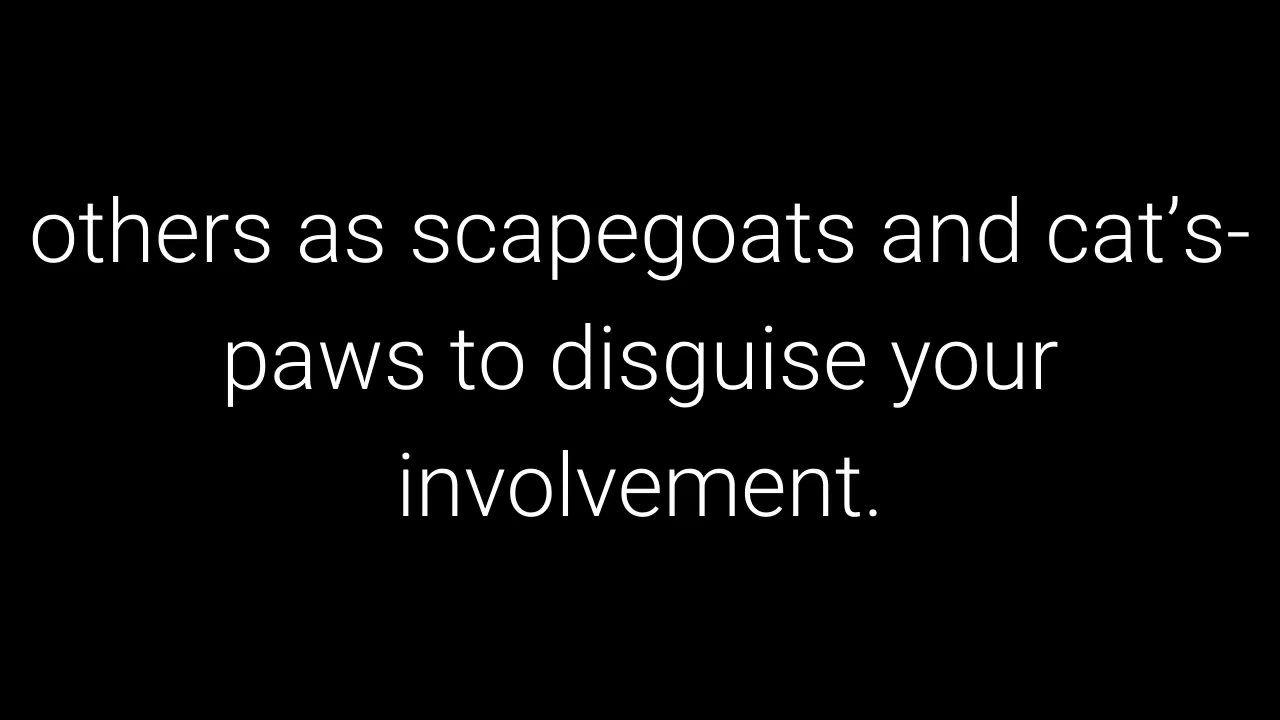 others as scapegoats and cat’s-
paws to disguise your
involvement.